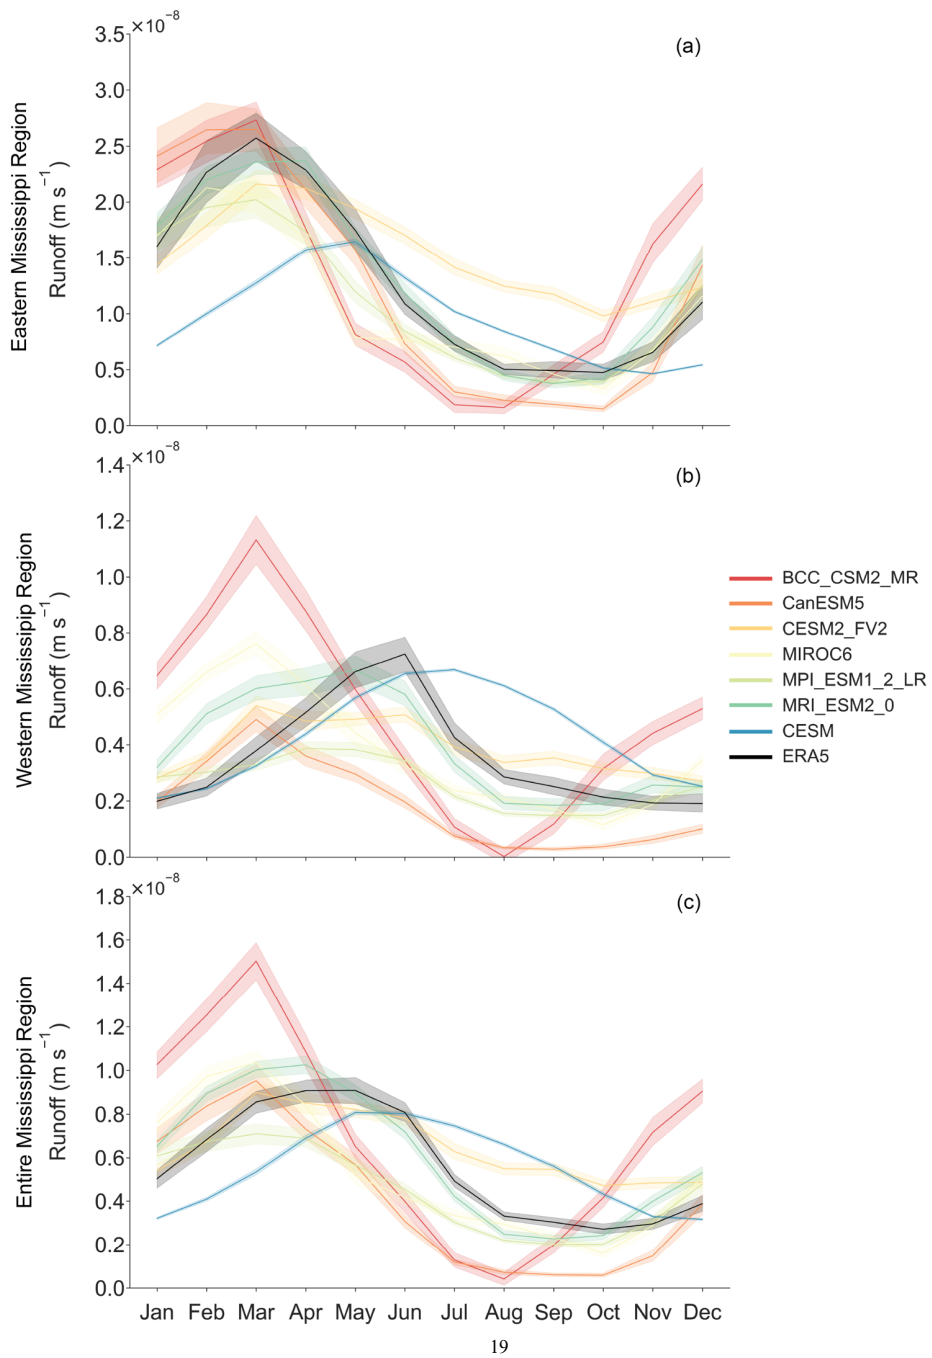 ×10⁻⁸
(a)
3.5
3.0
2.5
2.0
1.5
1.0
0.5
0.0
Eastern Mississippi Region
Runoff (m s⁻¹)
×10⁻⁸
(b)
1.4
1.2
1.0
0.8
0.6
0.4
0.2
0.0
Western Mississipip Region
Runoff (m s⁻¹)
BCC_CSM2_MR
CanESM5
CESM2_FV2
MIROC6
MPI_ESM1_2_LR
MRI_ESM2_0
CESM
ERA5
×10⁻⁸
(c)
1.8
1.6
1.4
1.2
1.0
0.8
0.6
0.4
0.2
0.0
Entire Mississippi Region
Runoff (m s⁻¹)
Jan Feb Mar Apr May Jun Jul Aug Sep Oct Nov Dec
19